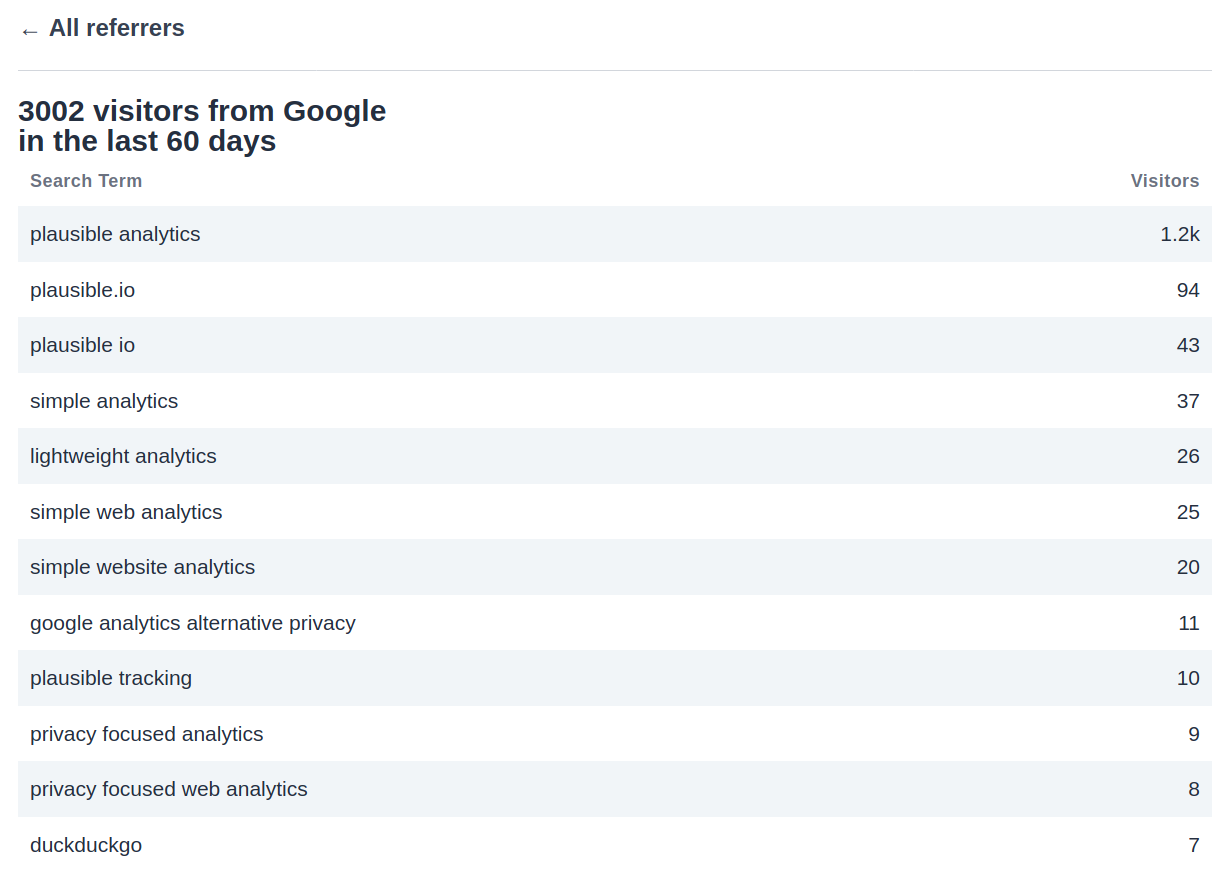 ← All referrers
3002 visitors from Google
in the last 60 days
Search Term Visitors
plausible analytics 1.2k
plausible.io 94
plausible io 43
simple analytics 37
lightweight analytics 26
simple web analytics 25
simple website analytics 20
google analytics alternative privacy 11
plausible tracking 10
privacy focused analytics 9
privacy focused web analytics 8
duckduckgo 7